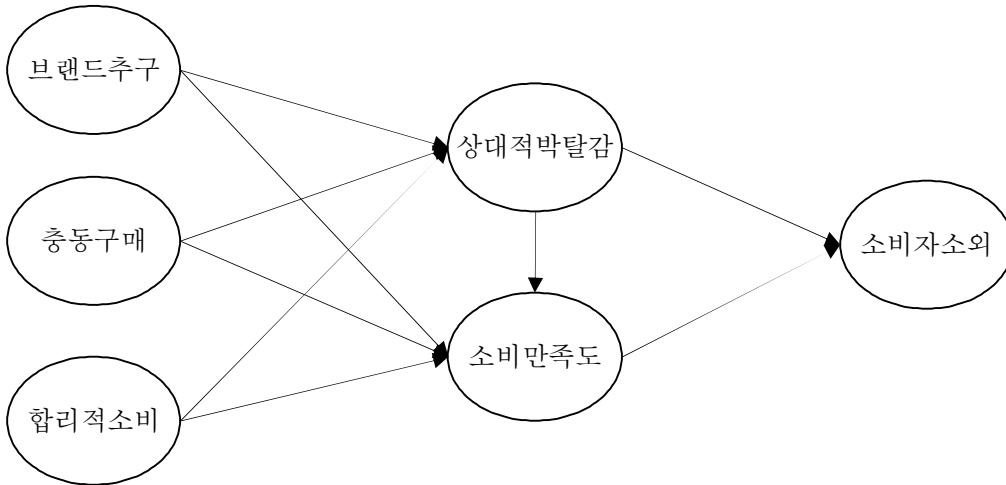 브랜드추구
상대적박탈감
충동구매
소비자소외
소비만족도
합리적소비